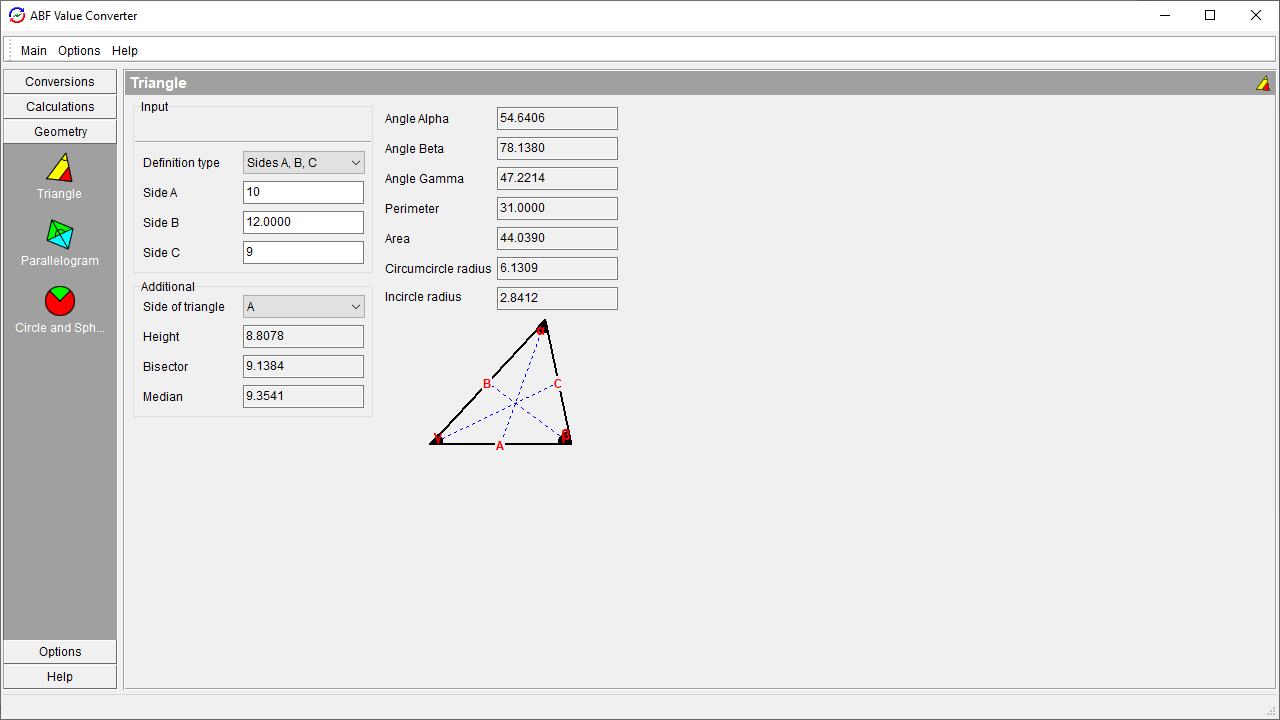 ABF Value Converter
Main Options Help
Conversions
Calculations
Geometry
Triangle
Parallelogram
Circle and Sph...
Options
Help
Triangle
Input
Definition type Sides A, B, C
Side A 10
Side B 12.0000
Side C 9
Additional
Side of triangle A
Height 8.8078
Bisector 9.1384
Median 9.3541
Angle Alpha 54.6406
Angle Beta 78.1380
Angle Gamma 47.2214
Perimeter 31.0000
Area 44.0390
Circumcircle radius 6.1309
Incircle radius 2.8412
α
B C
γ β
A